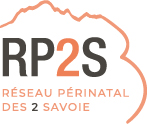 RP2S
RÉSEAU PÉRINATAL
DES 2 SAVOIE